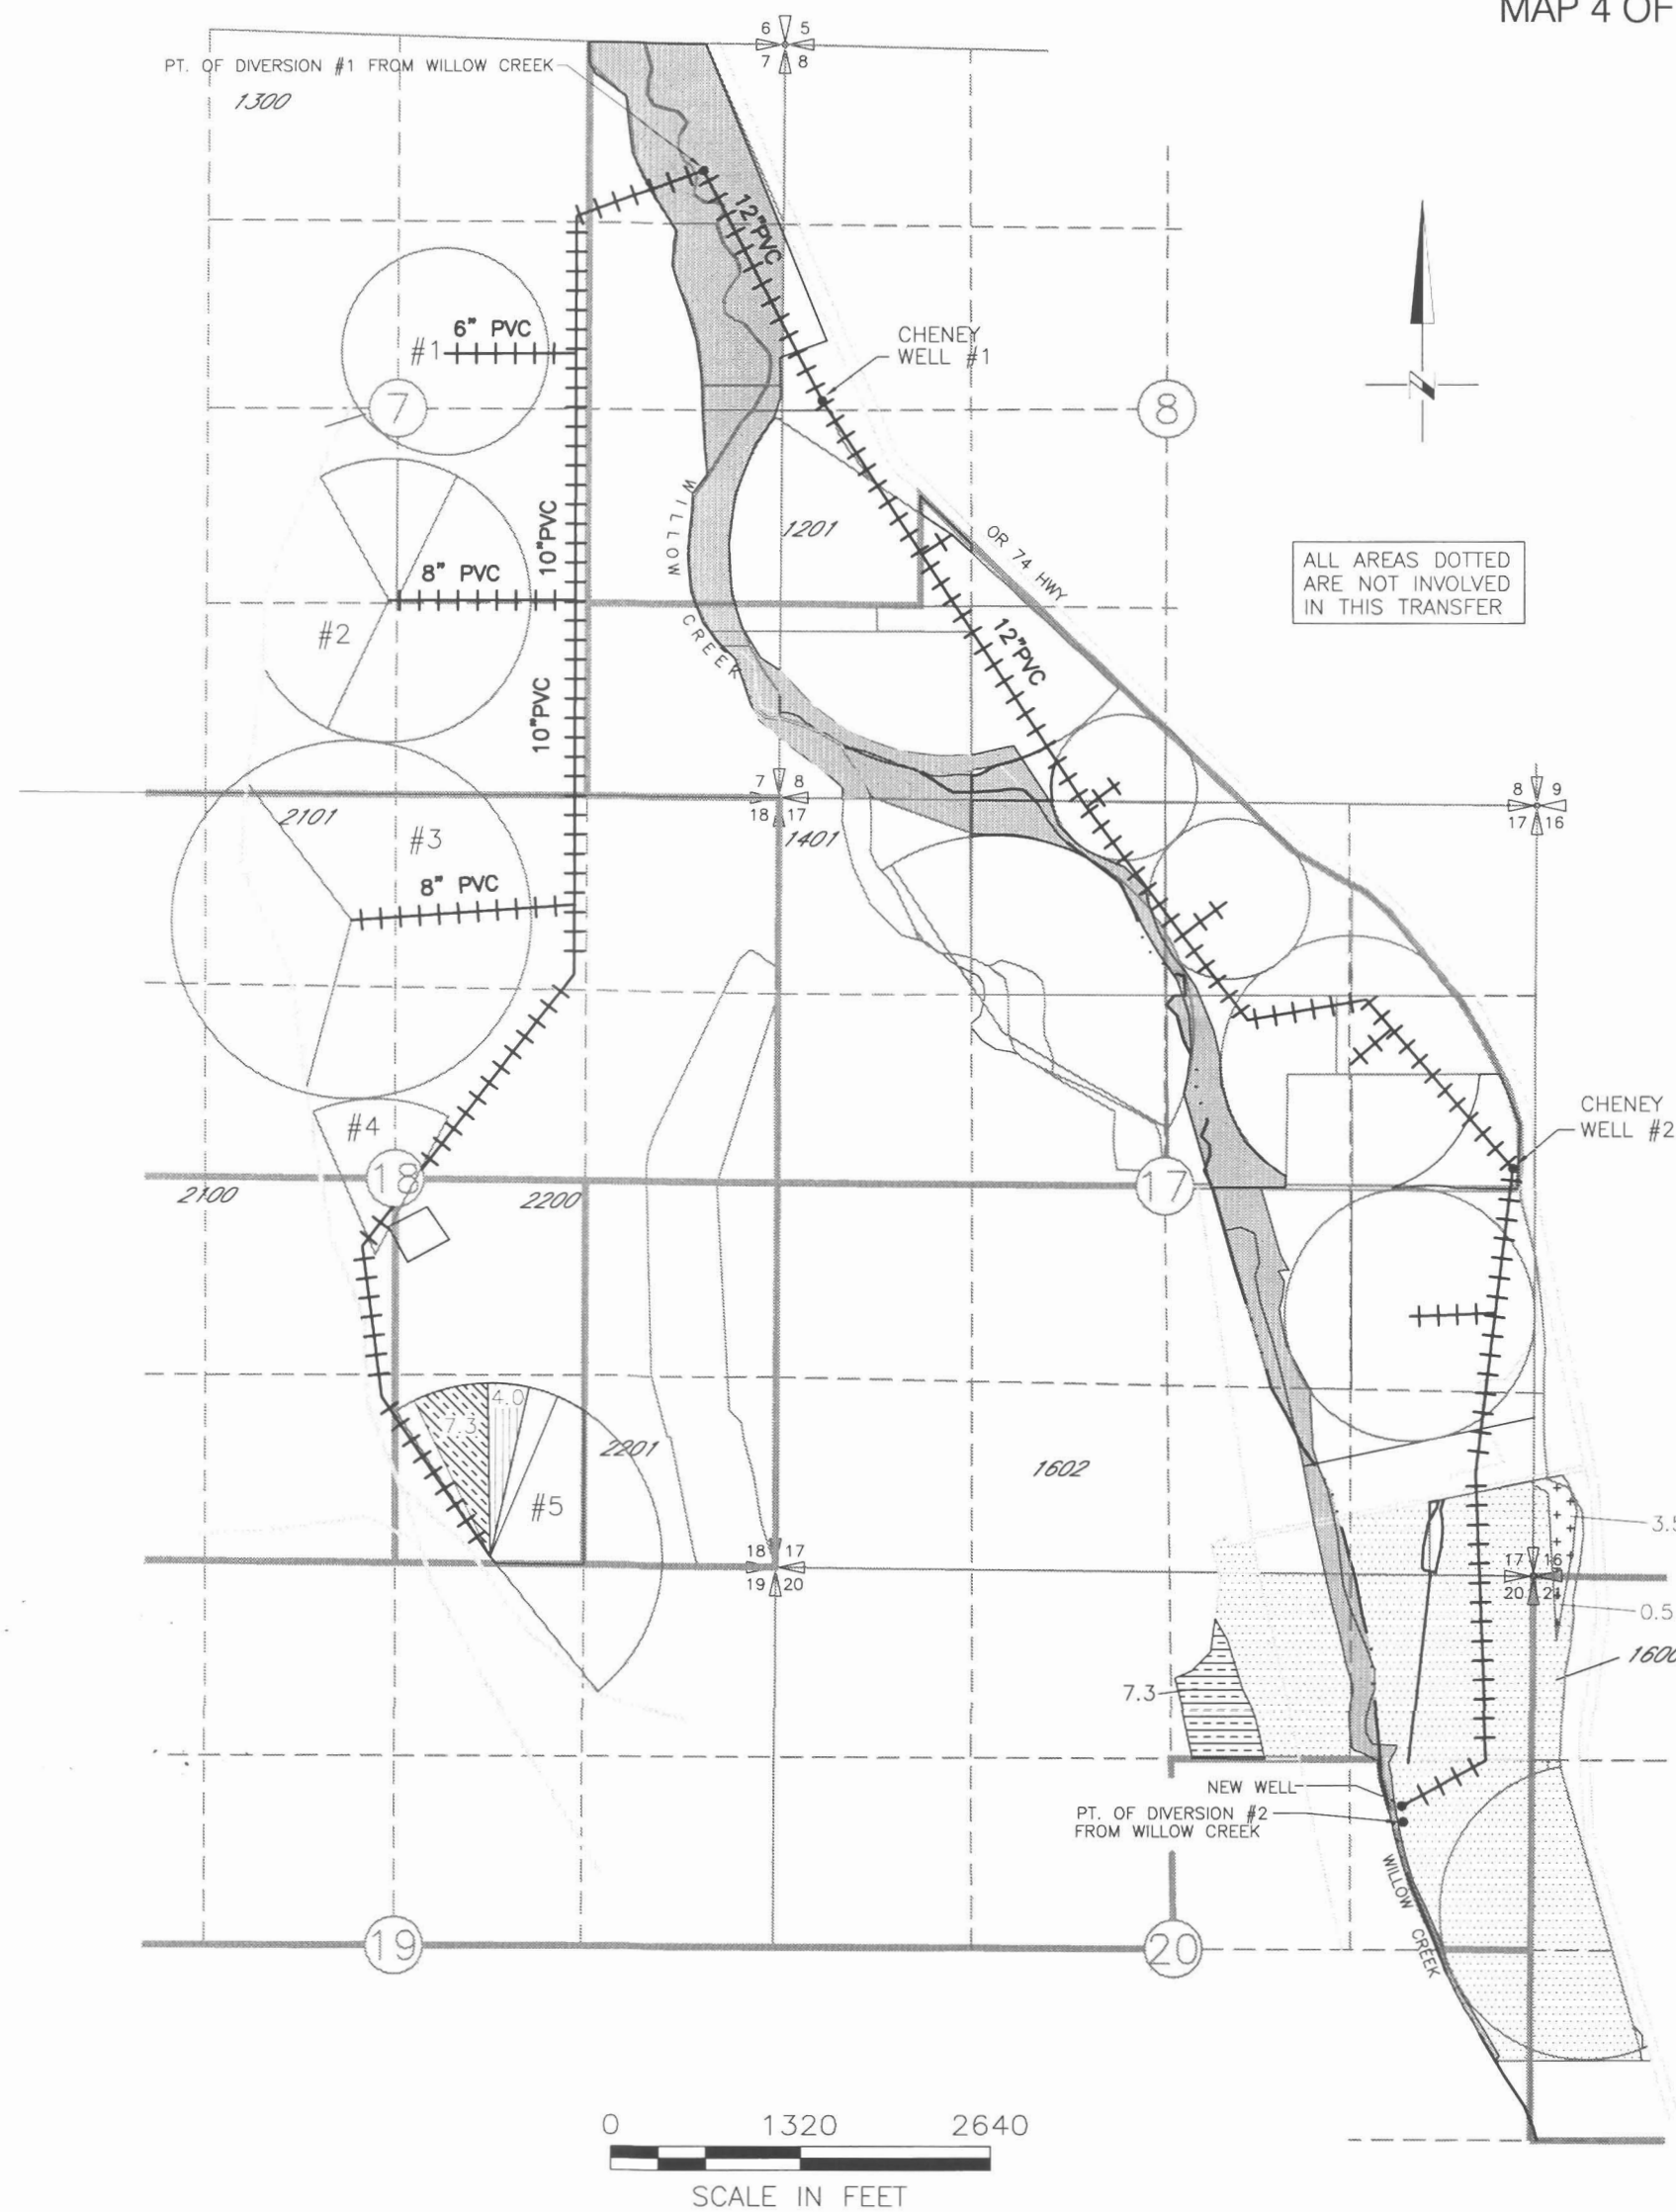 MAP 4 OF
6 5
7 8
PT. OF DIVERSION #1 FROM WILLOW CREEK
1300
12"PVC
6" PVC
#1
CHENEY
WELL #1
7
8
10"PVC
WILLOW
1201
OR 74 HWY
ALL AREAS DOTTED
ARE NOT INVOLVED
IN THIS TRANSFER
8" PVC
#2
CREEK
12"PVC
10"PVC
7 8
18 17
8 9
17 16
2101
#3
1401
8" PVC
#4
CHENEY
WELL #2
18
17
2100
2200
7.3
4.0
2201
#5
1602
3.5
18 17
19 20
17 16
20 21
0.5
1600
7.3
NEW WELL
PT. OF DIVERSION #2
FROM WILLOW CREEK
WILLOW CREEK
19
20
0 1320 2640
SCALE IN FEET